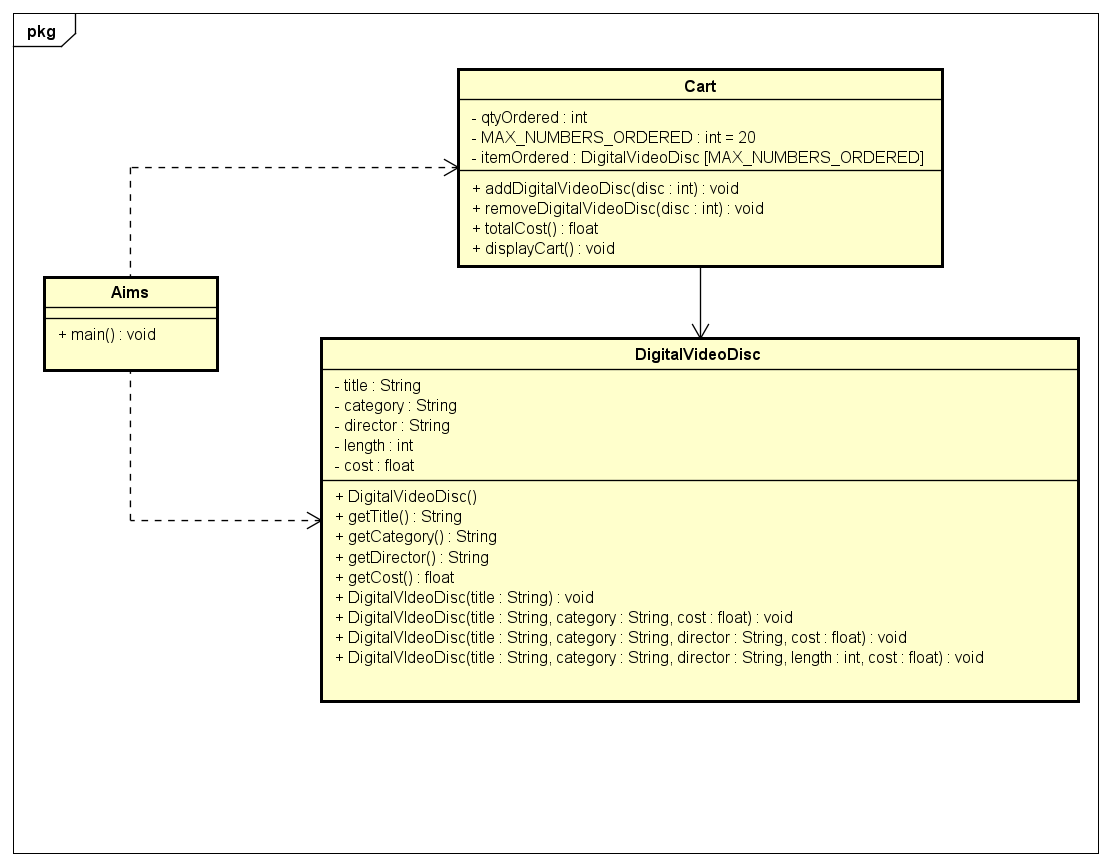 pkg
Cart
- qtyOrdered : int
- MAX_NUMBERS_ORDERED : int = 20
- itemOrdered : DigitalVideoDisc [MAX_NUMBERS_ORDERED]
+ addDigitalVideoDisc(disc : int) : void
+ removeDigitalVideoDisc(disc : int) : void
+ totalCost() : float
+ displayCart() : void
Aims
+ main() : void
DigitalVideoDisc
- title : String
- category : String
- director : String
- length : int
- cost : float
+ DigitalVideoDisc()
+ getTitle() : String
+ getCategory() : String
+ getDirector() : String
+ getCost() : float
+ DigitalVIdeoDisc(title : String) : void
+ DigitalVIdeoDisc(title : String, category : String, cost : float) : void
+ DigitalVIdeoDisc(title : String, category : String, director : String, cost : float) : void
+ DigitalVIdeoDisc(title : String, category : String, director : String, length : int, cost : float) : void